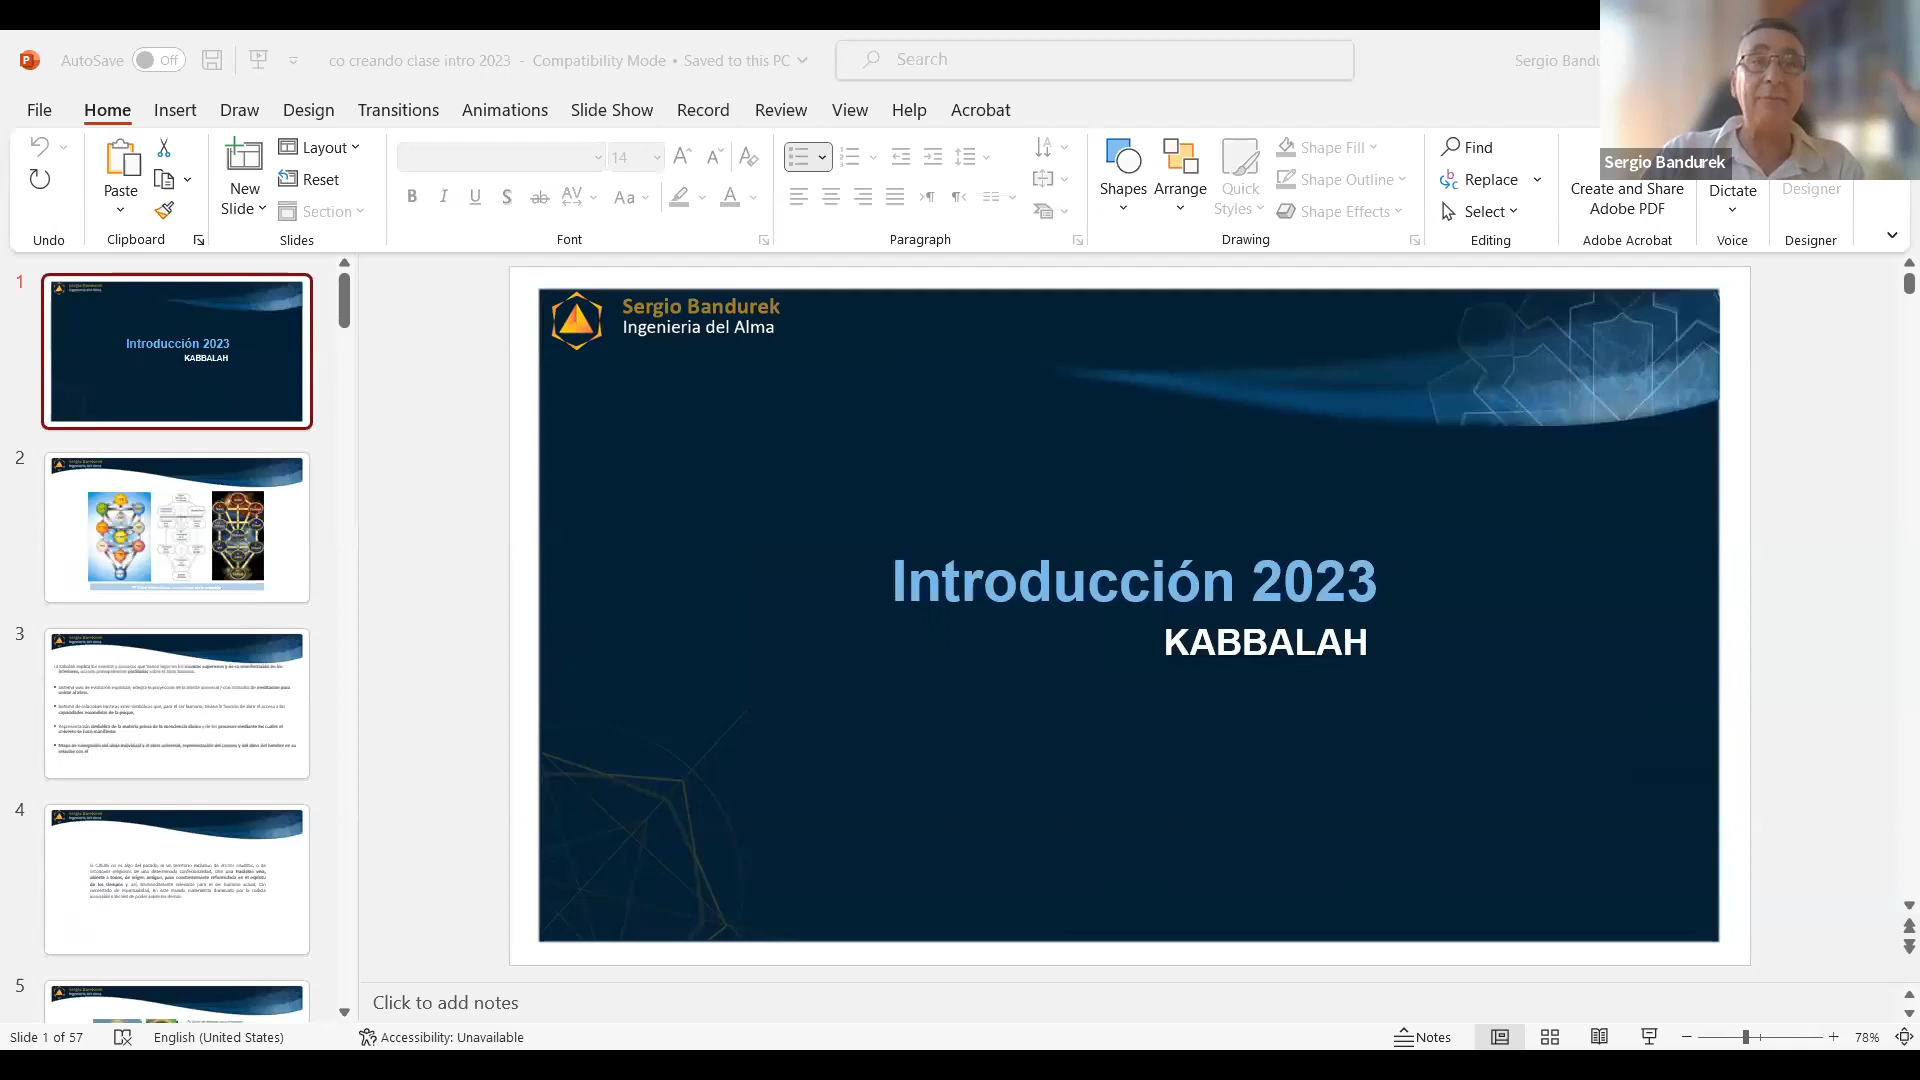 AutoSave
Off
co creando clase intro 2023 - Compatibility Mode • Saved to this PC
Search
Sergio Bandu
File
Home
Insert
Draw
Design
Transitions
Animations
Slide Show
Record
Review
View
Help
Acrobat
Sergio Bandurek
Paste
New
Slide
Layout
Reset
Section
14
Aa
Shapes
Arrange
Quick
Styles
Shape Fill
Shape Outline
Shape Effects
Find
Replace
Select
Create and Share
Adobe PDF
Dictate
Designer
Undo
Clipboard
Slides
Font
Paragraph
Drawing
Editing
Adobe Acrobat
Voice
Designer
1
Introducción 2023
KABBALAH
2
3
4
5
Sergio Bandurek
Ingenieria del Alma
Introducción 2023
KABBALAH
Click to add notes
Slide 1 of 57
English (United States)
Accessibility: Unavailable
Notes
78%